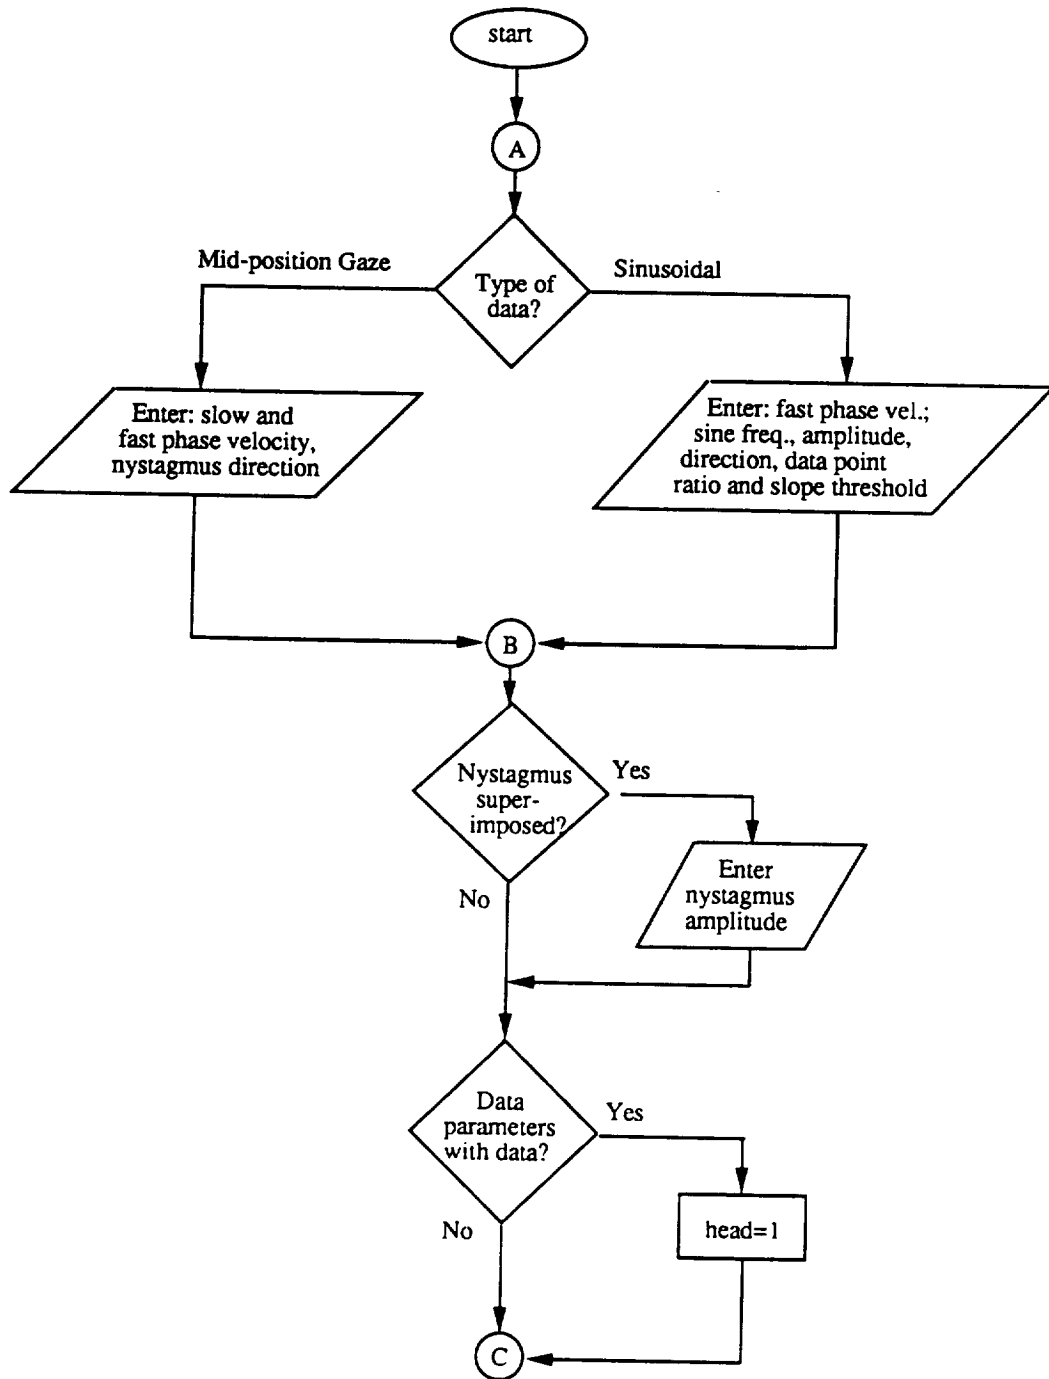 start
A
Mid-position Gaze
Sinusoidal
Type of
data?
Enter: slow and
fast phase velocity,
nystagmus direction
Enter: fast phase vel.;
sine freq., amplitude,
direction, data point
ratio and slope threshold
B
Nystagmus
super-
imposed?
Yes
Enter
nystagmus
amplitude
No
Data
parameters
with data?
Yes
head=1
No
C